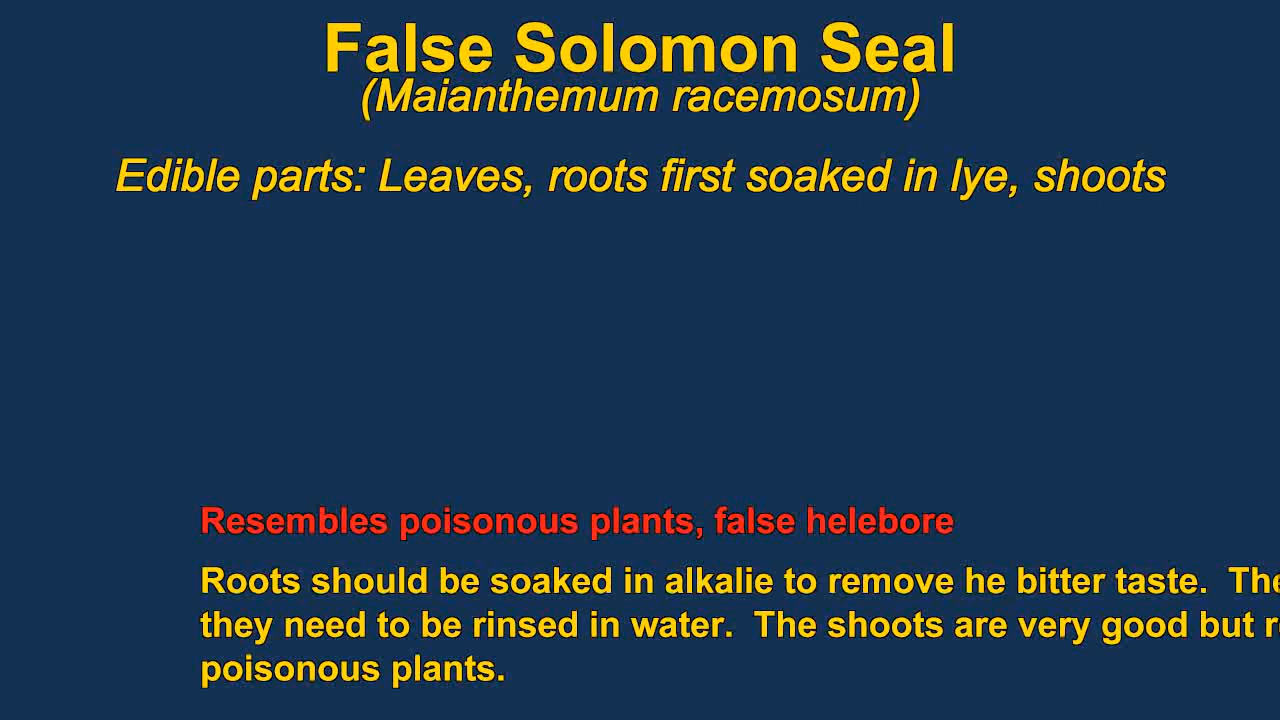 False Solomon Seal
(Maianthemum racemosum)
Edible parts: Leaves, roots first soaked in lye, shoots
Resembles poisonous plants, false helebore
Roots should be soaked in alkalie to remove he bitter taste.
they need to be rinsed in water.  The shoots are very good but
poisonous plants.